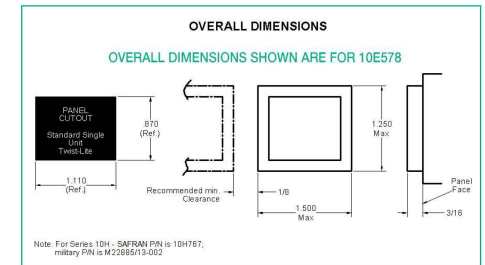 OVERALL DIMENSIONS
OVERALL DIMENSIONS SHOWN ARE FOR 10E578
PANEL
CUTOUT
Standard Single
Unit
Twist-Lite
.870
(Ref.)
1.110
(Ref.)
Recommended min.
Clearance
1/8
1.500
Max
1.250
Max
Panel
Face
3/16
Note: For Series 10H - SAFRAN P/N is 10H767;
military P/N is M22885/13-002